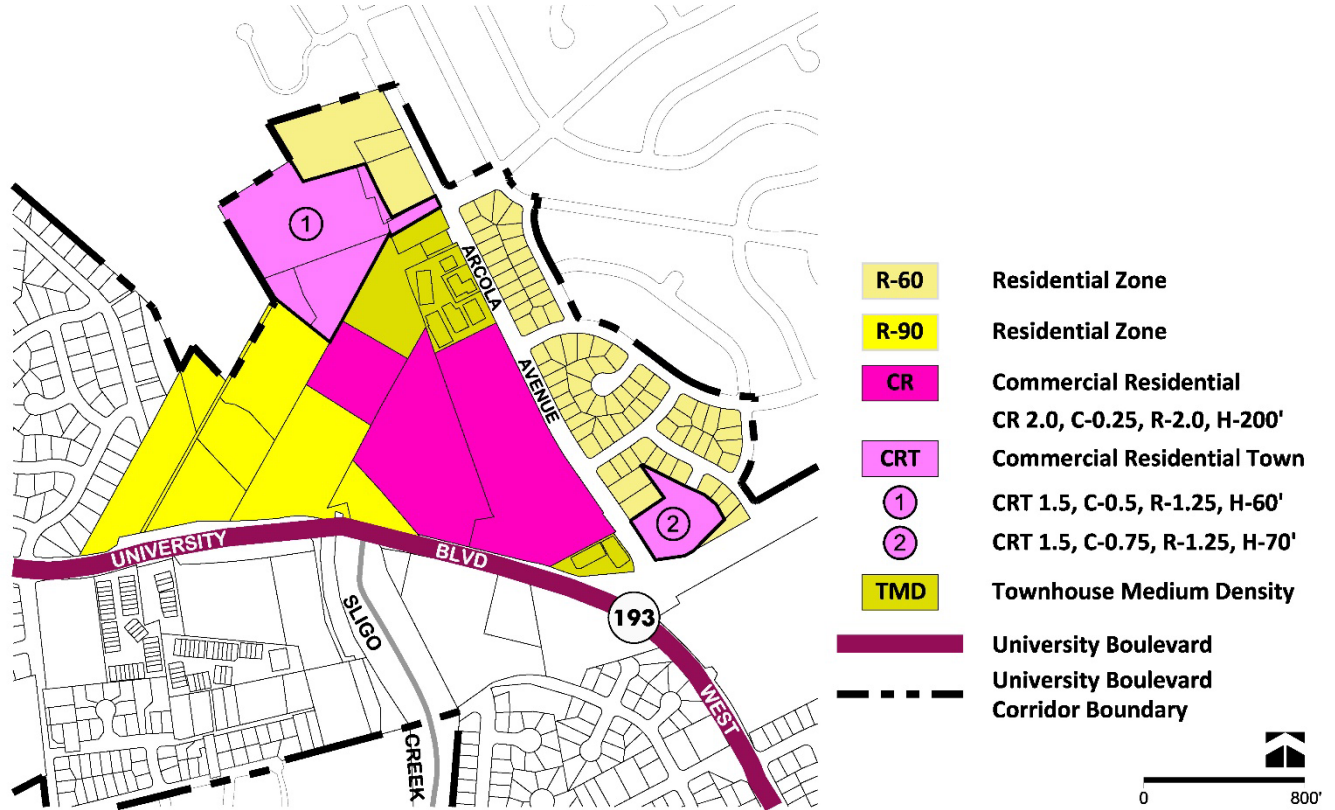 1
ARCOLA
AVENUE
2
UNIVERSITY
BLVD
193
WEST
SLIGO
CREEK
R-60 Residential Zone
R-90 Residential Zone
CR Commercial Residential
CR 2.0, C-0.25, R-2.0, H-200'
CRT Commercial Residential Town
1 CRT 1.5, C-0.5, R-1.25, H-60'
2 CRT 1.5, C-0.75, R-1.25, H-70'
TMD Townhouse Medium Density
University Boulevard
University Boulevard
Corridor Boundary
0 800'